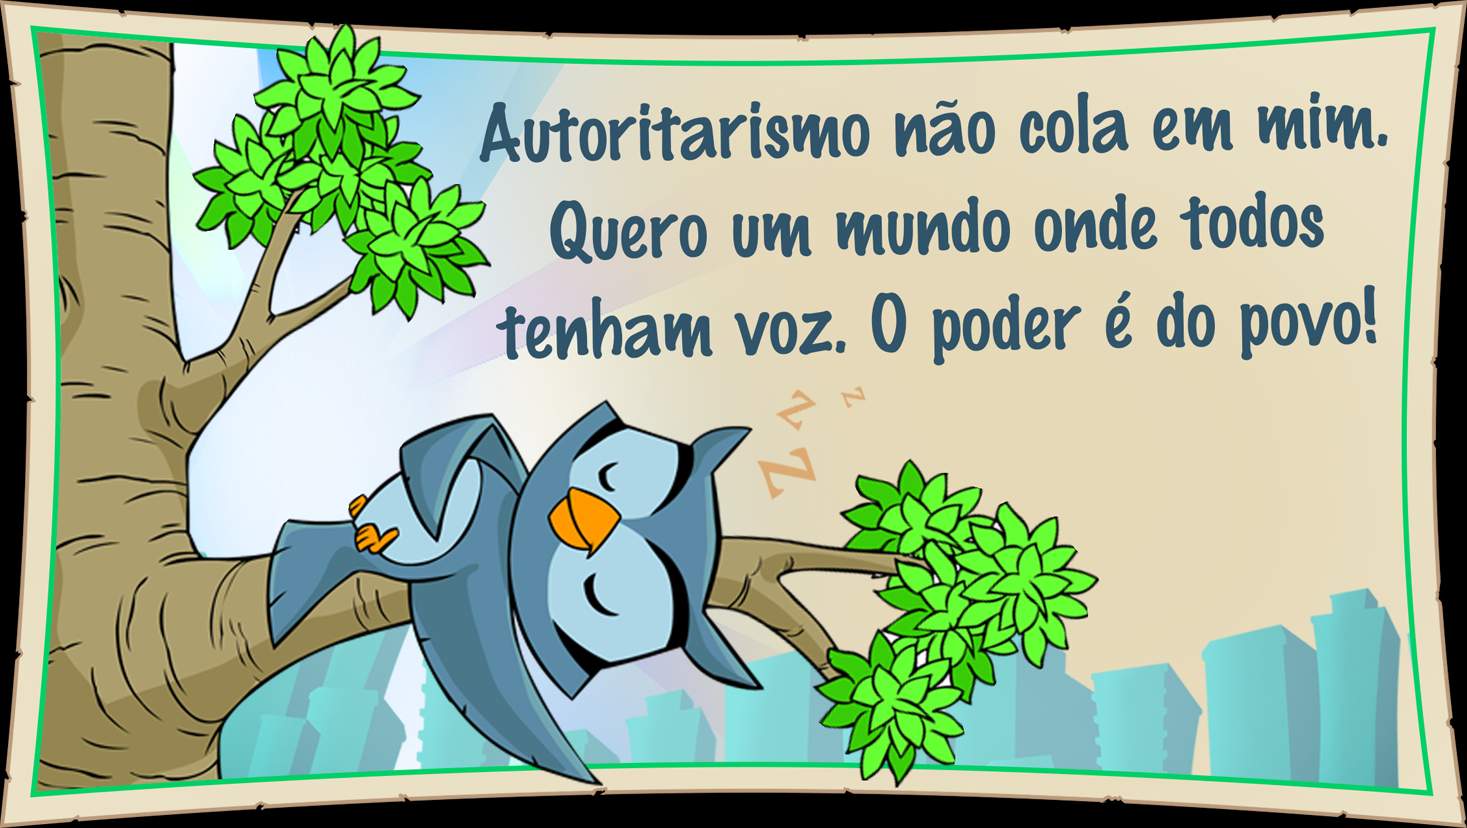 Autoritarismo não cola em mim.
Quero um mundo onde todos
tenham voz. O poder é do povo!
z
z
Z